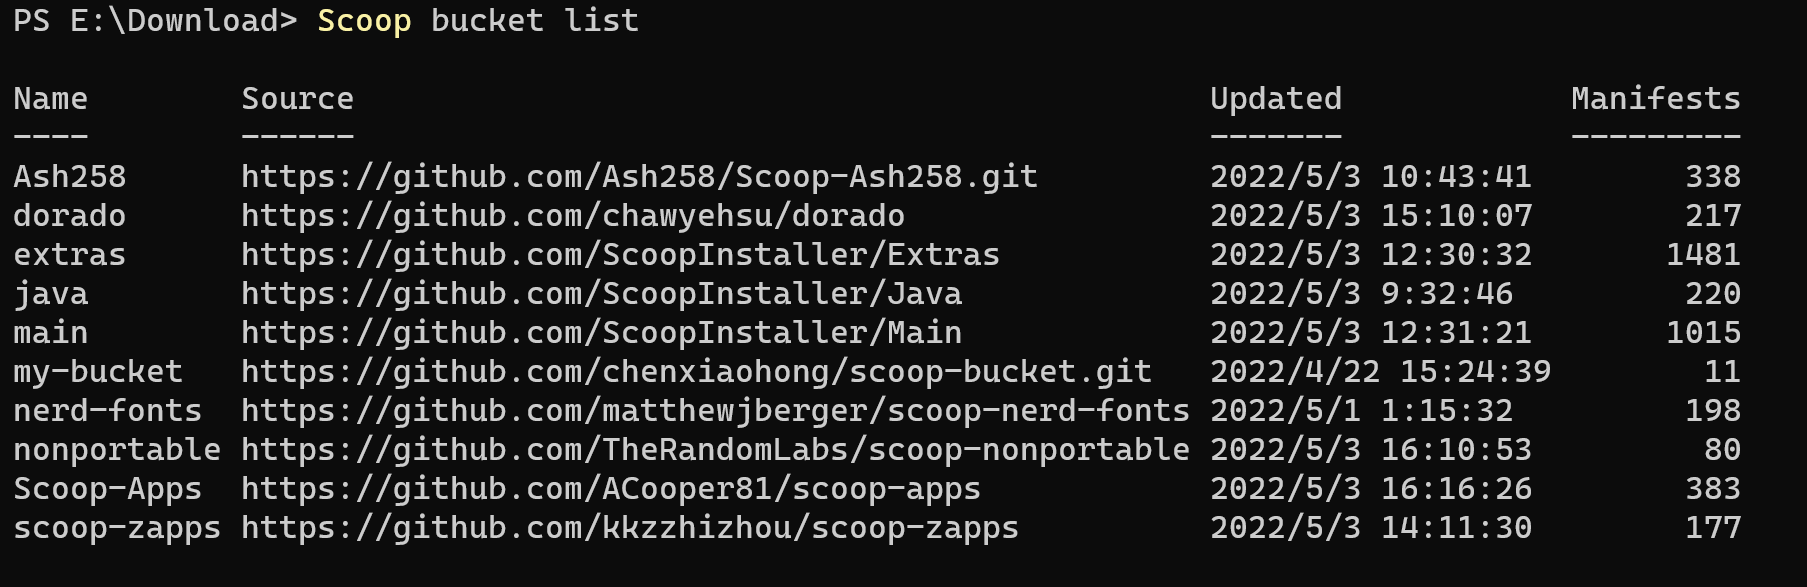 PS E:\Download> Scoop bucket list
Name        Source                                             Updated            Manifests
----        ------                                             -------            ---------
Ash258      https://github.com/Ash258/Scoop-Ash258.git         2022/5/3 10:43:41        338
dorado      https://github.com/chawyehsu/dorado                2022/5/3 15:10:07        217
extras      https://github.com/ScoopInstaller/Extras           2022/5/3 12:30:32       1481
java        https://github.com/ScoopInstaller/Java             2022/5/3 9:32:46         220
main        https://github.com/ScoopInstaller/Main             2022/5/3 12:31:21       1015
my-bucket   https://github.com/chenxiaohong/scoop-bucket.git   2022/4/22 15:24:39        11
nerd-fonts  https://github.com/matthewjberger/scoop-nerd-fonts 2022/5/1 1:15:32         198
nonportable https://github.com/TheRandomLabs/scoop-nonportable 2022/5/3 16:10:53         80
Scoop-Apps  https://github.com/ACooper81/scoop-apps            2022/5/3 16:16:26        383
scoop-zapps https://github.com/kkzzhizhou/scoop-zapps          2022/5/3 14:11:30        177